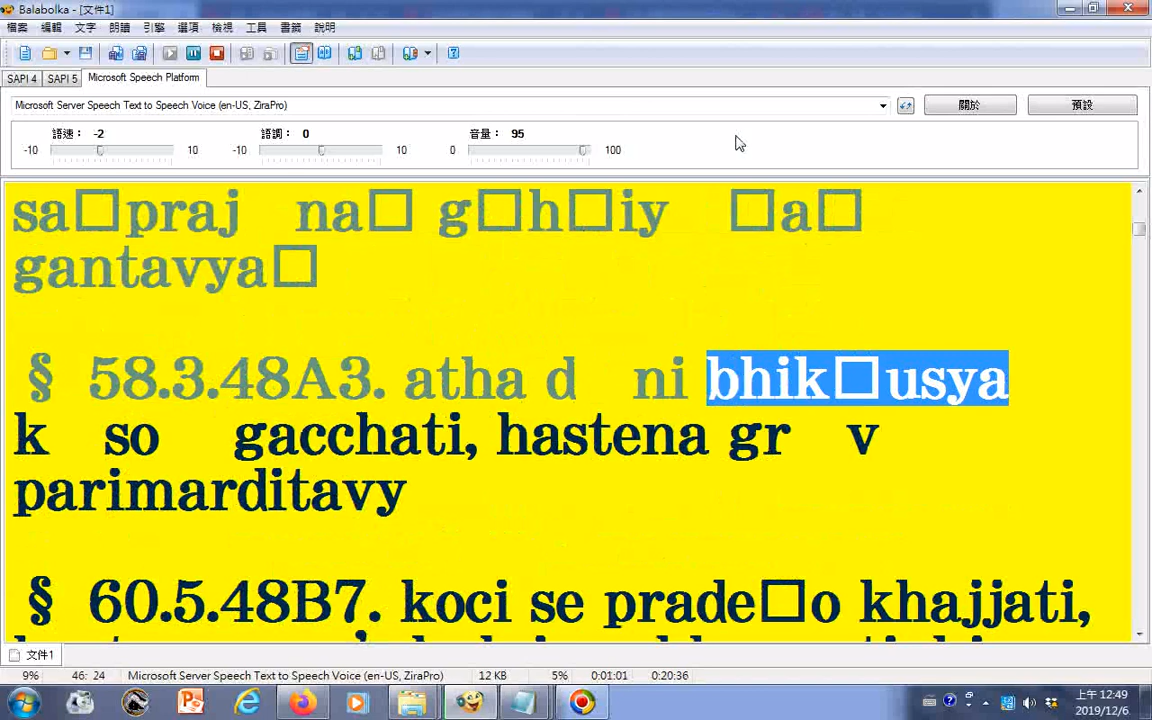 Balabolka - [文件1]
檔案 編輯 文字 朗讀 引擎 選項 檢視 工具 書籤 說明
SAPI 4 SAPI 5 Microsoft Speech Platform
Microsoft Server Speech Text to Speech Voice (en-US, ZiraPro) 關於 預設
語速： -2 語調： 0 音量： 95
-10 10 -10 10 0 100
sa□praj na□ g□h□iy □a□
gantavya□
§ 58.3.48A3. atha d ni bhik□usya
k so gacchati, hastena gr v
parimarditavy
§ 60.5.48B7. koci se prade□o khajjati,
文件1
9% 46: 24 Microsoft Server Speech Text to Speech Voice (en-US, ZiraPro) 12 KB 5% 0:01:01 0:20:36
上午 12:49
2019/12/6